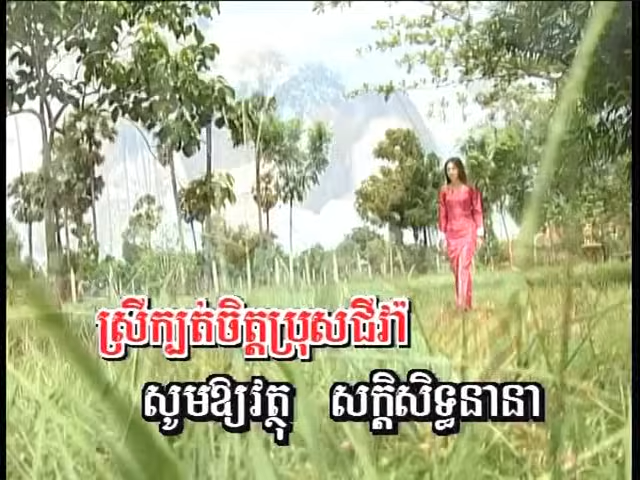 ស្រីក្បត់ចិត្តប្រុសជីវ៉ា
សូមឱ្យវត្ថុ សក្តិសិទ្ធនានា